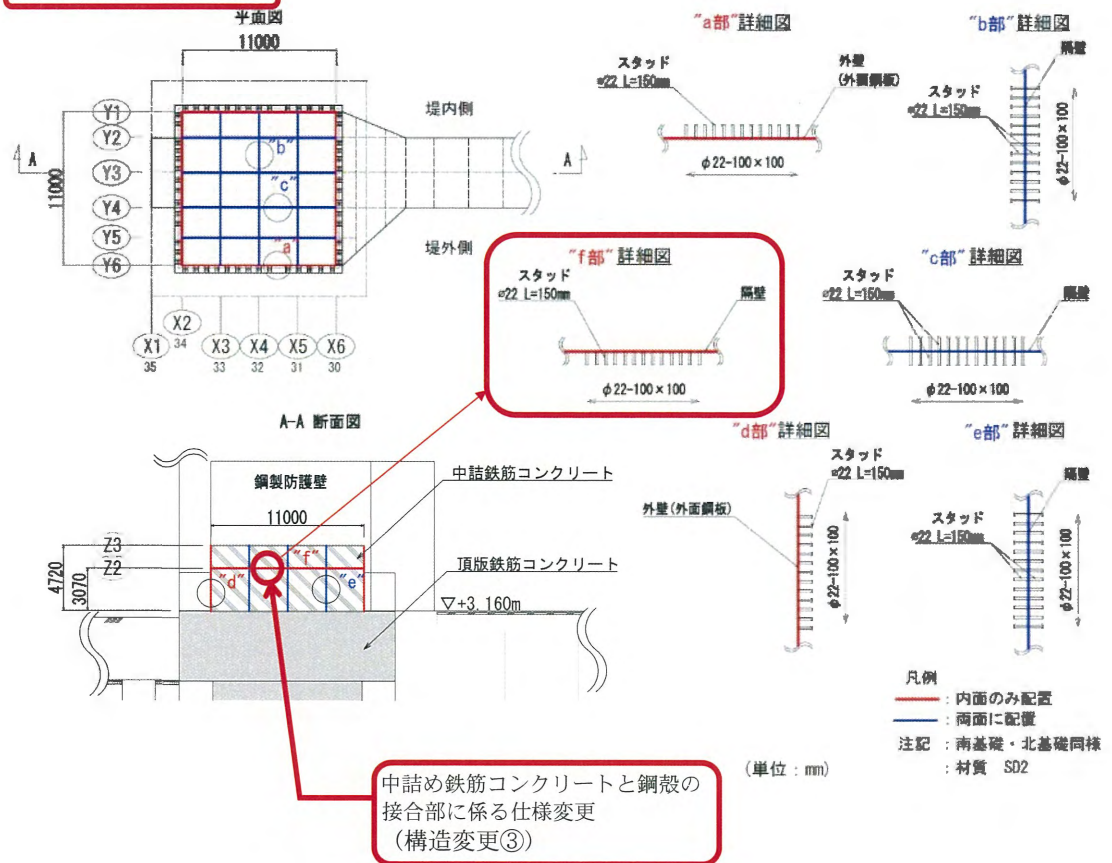 平面図
11000
11000
Y1
Y2
Y3
Y4
Y5
Y6
A
A
堤内側
堤外側
"b"
"c"
"a"
X1
35
X2
34
X3
33
X4
32
X5
31
X6
30
"a部"詳細図
スタッド
φ22 L=150mm
外壁
(外面鋼板)
φ22-100×100
"b部"詳細図
隔壁
スタッド
φ22 L=150mm
φ22-100×100
"f部"詳細図
スタッド
φ22 L=150mm
隔壁
φ22-100×100
"c部"詳細図
スタッド
φ22 L=150mm
隔壁
φ22-100×100
A-A 断面図
鋼製防護壁
11000
中詰鉄筋コンクリート
頂版鉄筋コンクリート
Z3
Z2
4720
3070
"d"
"f"
"e"
▽+3.160m
"d部"詳細図
スタッド
φ22 L=150mm
外壁(外面鋼板)
φ22-100×100
"e部"詳細図
隔壁
スタッド
φ22 L=150mm
φ22-100×100
凡例
:内面のみ配置
:両面に配置
注記 :南基礎・北基礎同様
:材質 SD2
(単位:mm)
中詰め鉄筋コンクリートと鋼殻の
接合部に係る仕様変更
(構造変更③)